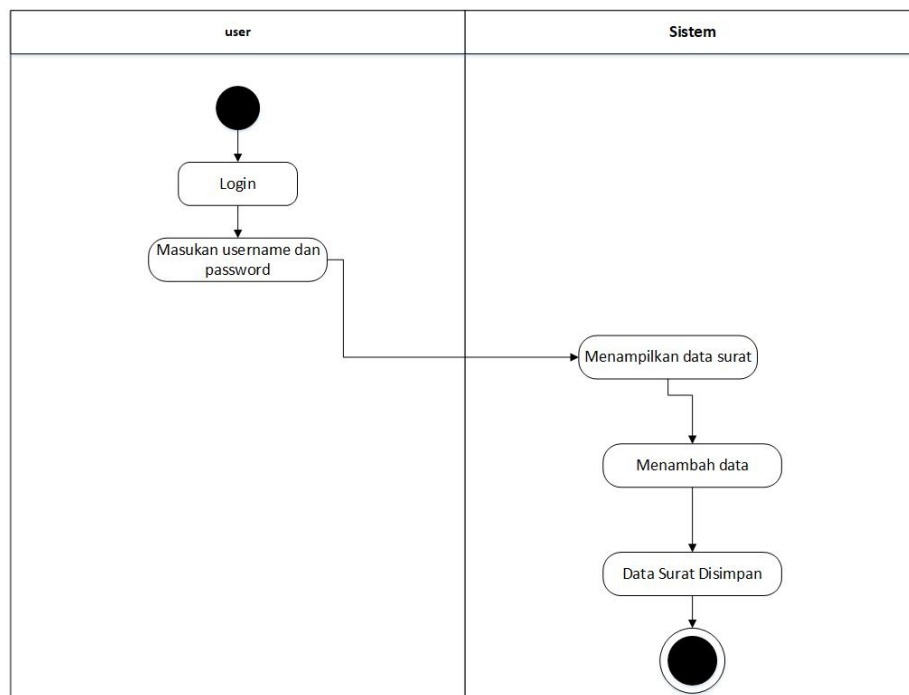 user
Sistem
Login
Masukan username dan
password
Menampilkan data surat
Menambah data
Data Surat Disimpan